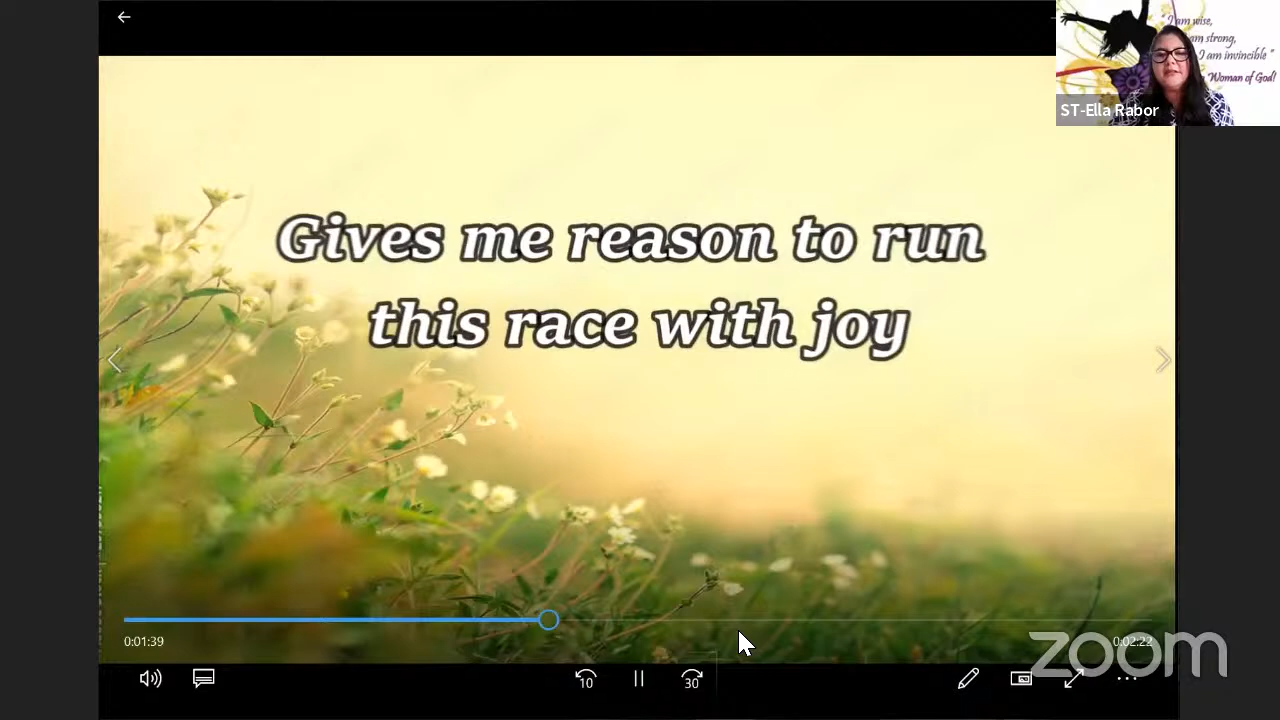 "I am wise,
am strong,
I am invincible"
Woman of God!
ST-Ella Rabor
Gives me reason to run
this race with joy
0:01:39
0:02:22
10
30
zoom